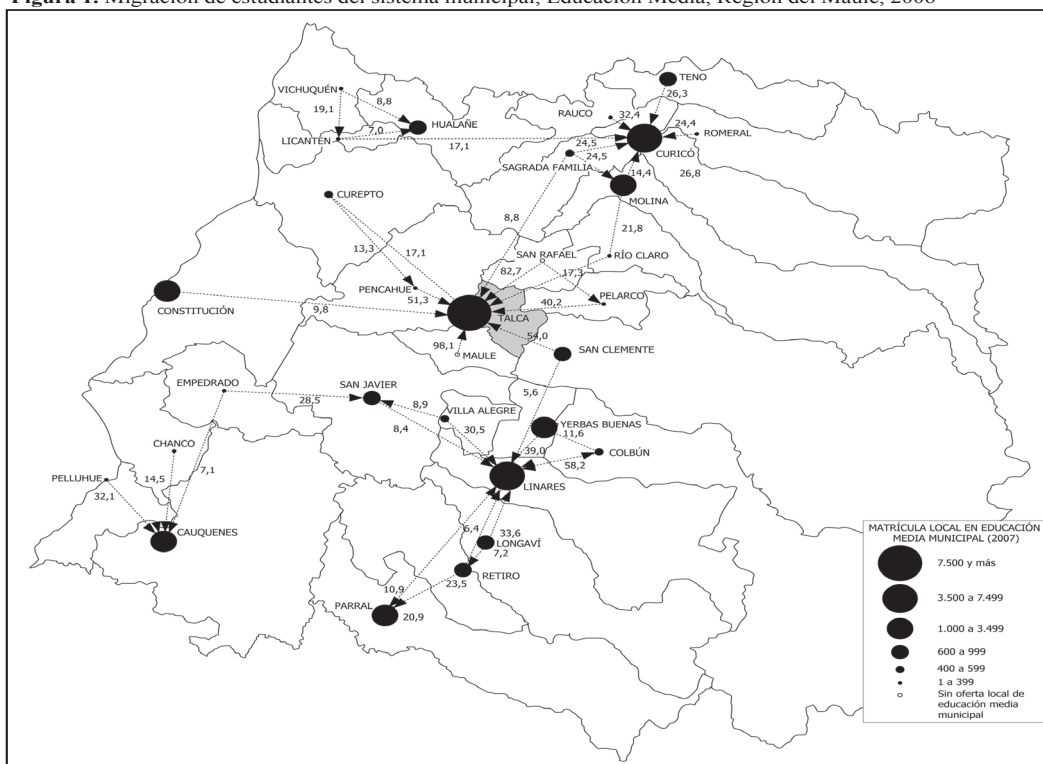 Figura 1. Migración de estudiantes del sistema municipal, Educación Media, Región del Maule, 2006
TENO
26,3
VICHUQUÉN
8,8
19,1
HUALAÑE
7,0
LICANTÉN
17,1
RAUCO
32,4
24,4
ROMERAL
24,5
CURICÓ
24,5
SAGRADA FAMILIA
14,4
26,8
MOLINA
CUREPTO
8,8
21,8
13,3
17,1
SAN RAFAEL
RÍO CLARO
82,7
17,3
PENCAHUE
51,3
40,2
PELARCO
CONSTITUCIÓN
9,8
TALCA
54,0
98,1
MAULE
SAN CLEMENTE
EMPEDRADO
SAN JAVIER
5,6
28,5
8,9
VILLA ALEGRE
8,4
30,5
YERBAS BUENAS
11,6
CHANCO
39,0
COLBÚN
7,1
58,2
PELLUHUE
14,5
LINARES
32,1
CAUQUENES
6,4
33,6
LONGAVÍ
7,2
RETIRO
10,9
23,5
PARRAL
20,9
MATRÍCULA LOCAL EN EDUCACIÓN
MEDIA MUNICIPAL (2007)
7.500 y más
3.500 a 7.499
1.000 a 3.499
600 a 999
400 a 599
1 a 399
Sin oferta local de
educación media
municipal